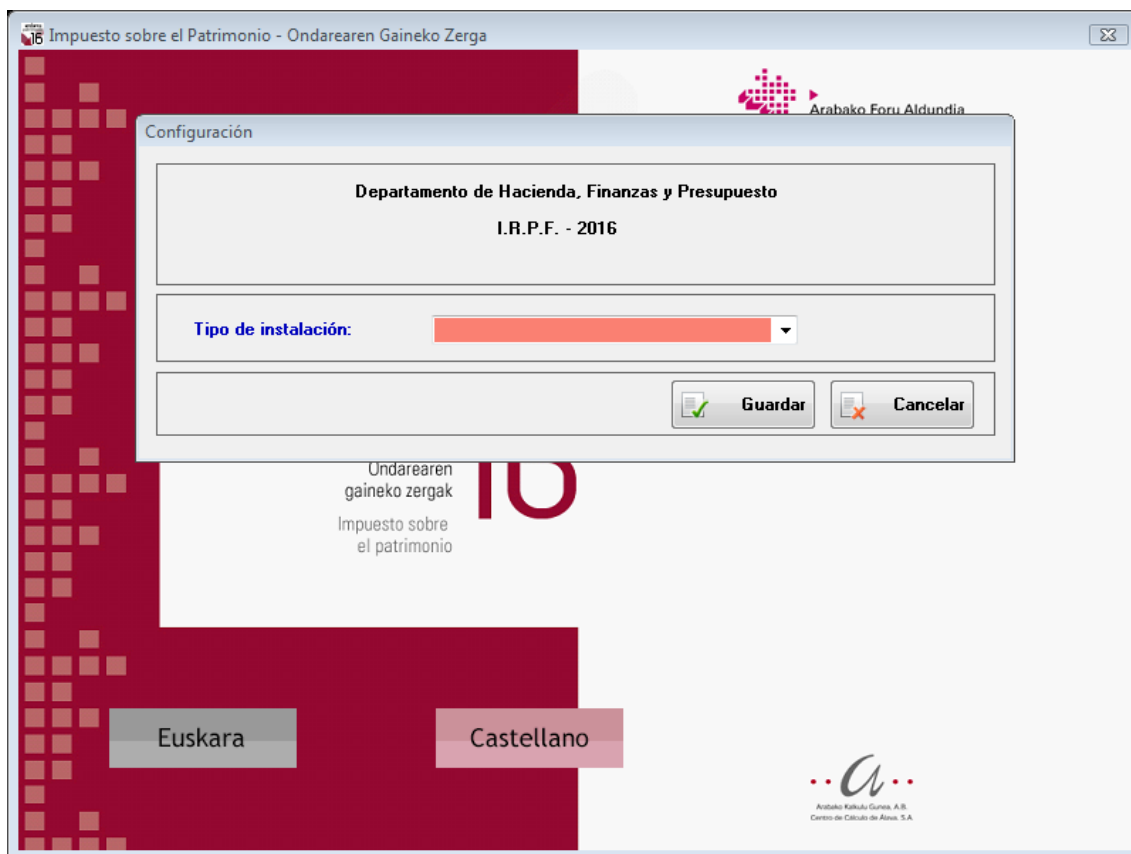 Impuesto sobre el Patrimonio - Ondarearen Gaineko Zerga
Arabako Foru Aldundia
Configuración
Departamento de Hacienda, Finanzas y Presupuesto
I.R.P.F. - 2016
Tipo de instalación:
Guardar
Cancelar
Ondarearen
gaineko zergak
16
Impuesto sobre
el patrimonio
Euskara
Castellano
Arabako Kalkulu Gunea, A.B.
Centro de Cálculo de Álava, S.A.